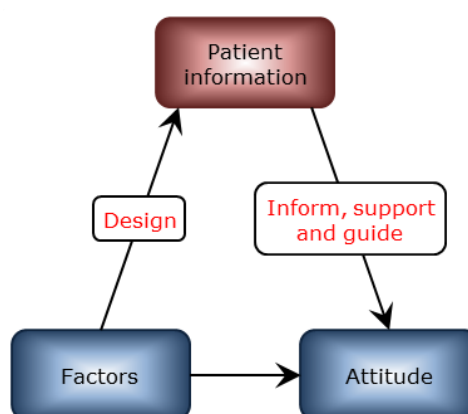 Patient
information
Design
Inform, support
and guide
Factors
Attitude